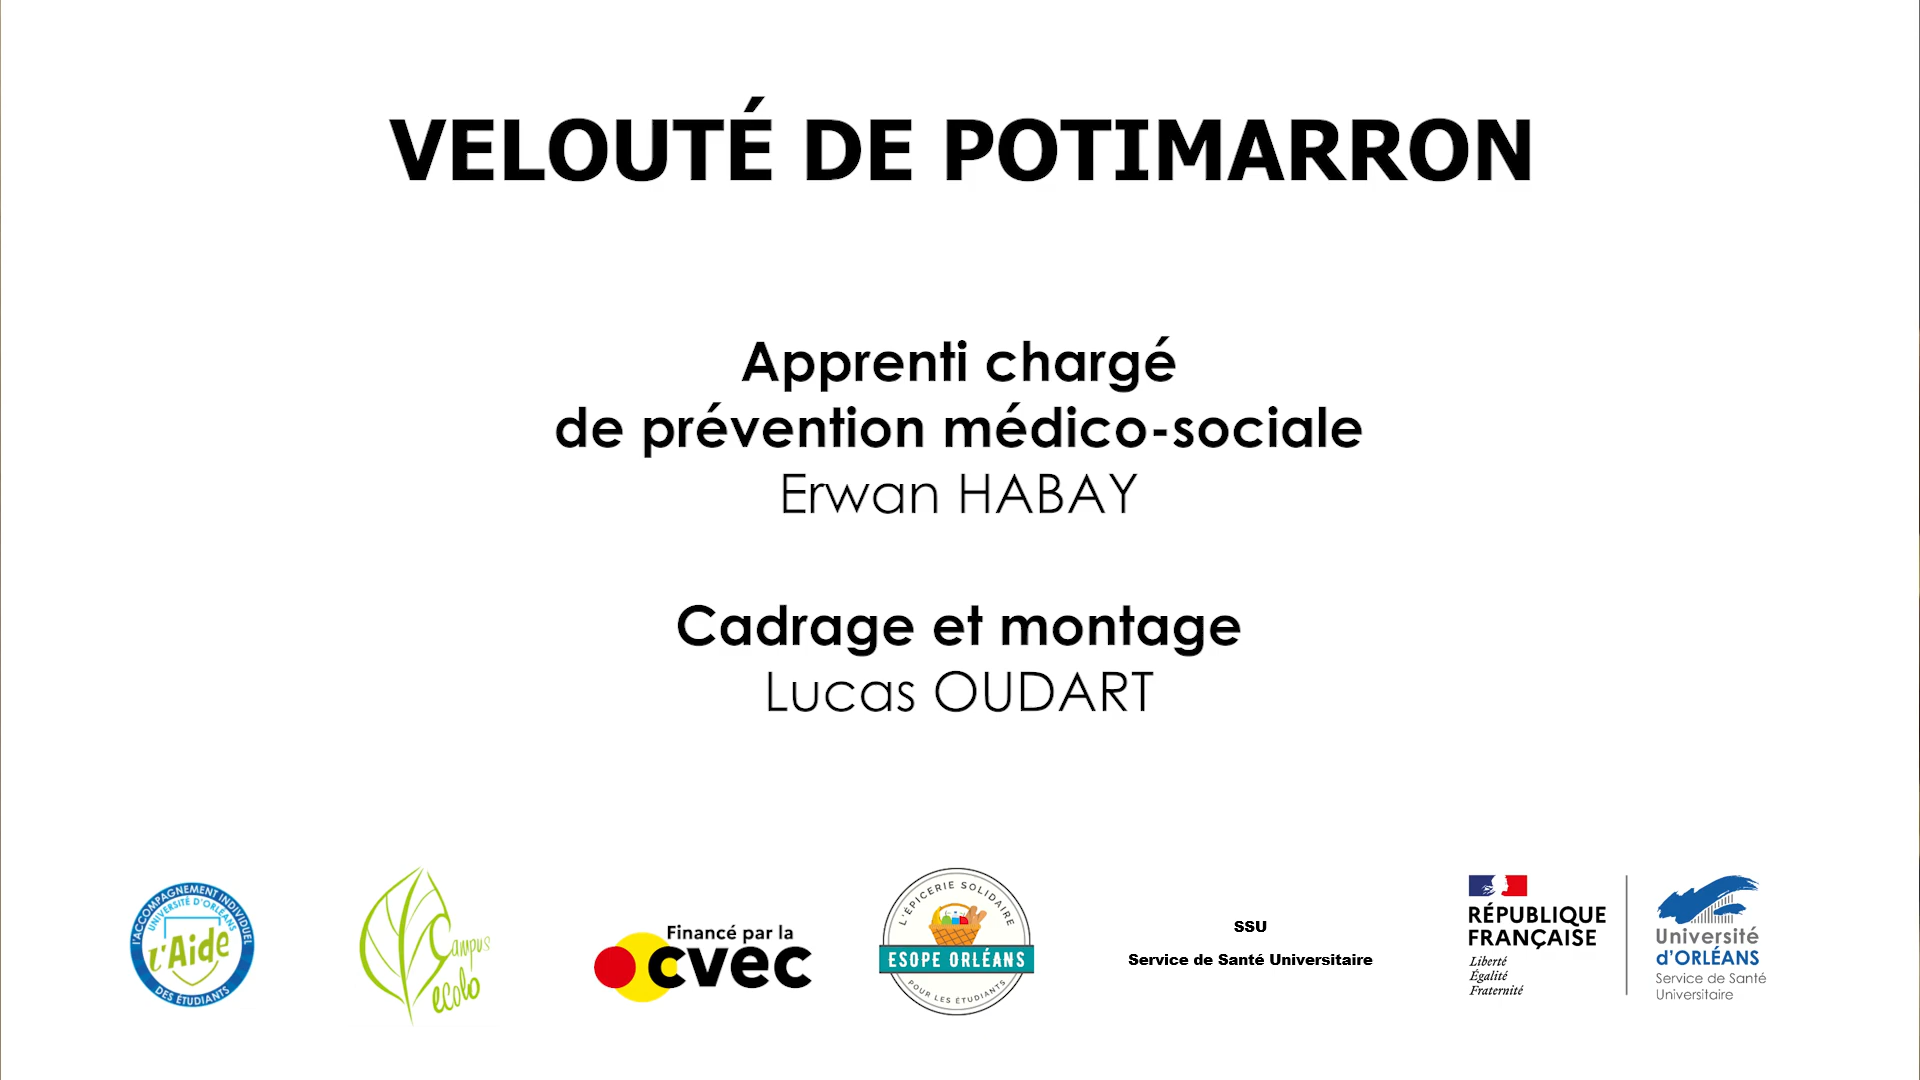 VELOUTÉ DE POTIMARRON
Apprenti chargé
de prévention médico-sociale
Erwan HABAY
Cadrage et montage
Lucas OUDART
L'ACCOMPAGNEMENT INDIVIDUEL
UNIVERSITÉ D'ORLÉANS
l'Aide
DES ÉTUDIANTS
Campus
ecolo
Financé par la
cvec
L'ÉPICERIE SOLIDAIRE
ESOPE ORLÉANS
POUR LES ÉTUDIANTS
SSU
Service de Santé Universitaire
RÉPUBLIQUE
FRANÇAISE
Liberté
Égalité
Fraternité
Université
d'ORLÉANS
Service de Santé
Universitaire